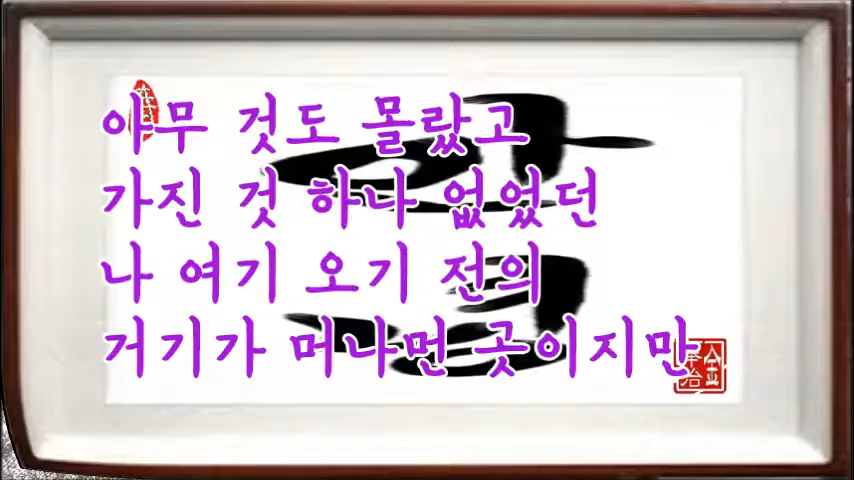 아무 것도 몰랐고
가진 것 하나 없었던
나 여기 오기 전의
거기가 머나먼 곳이지만